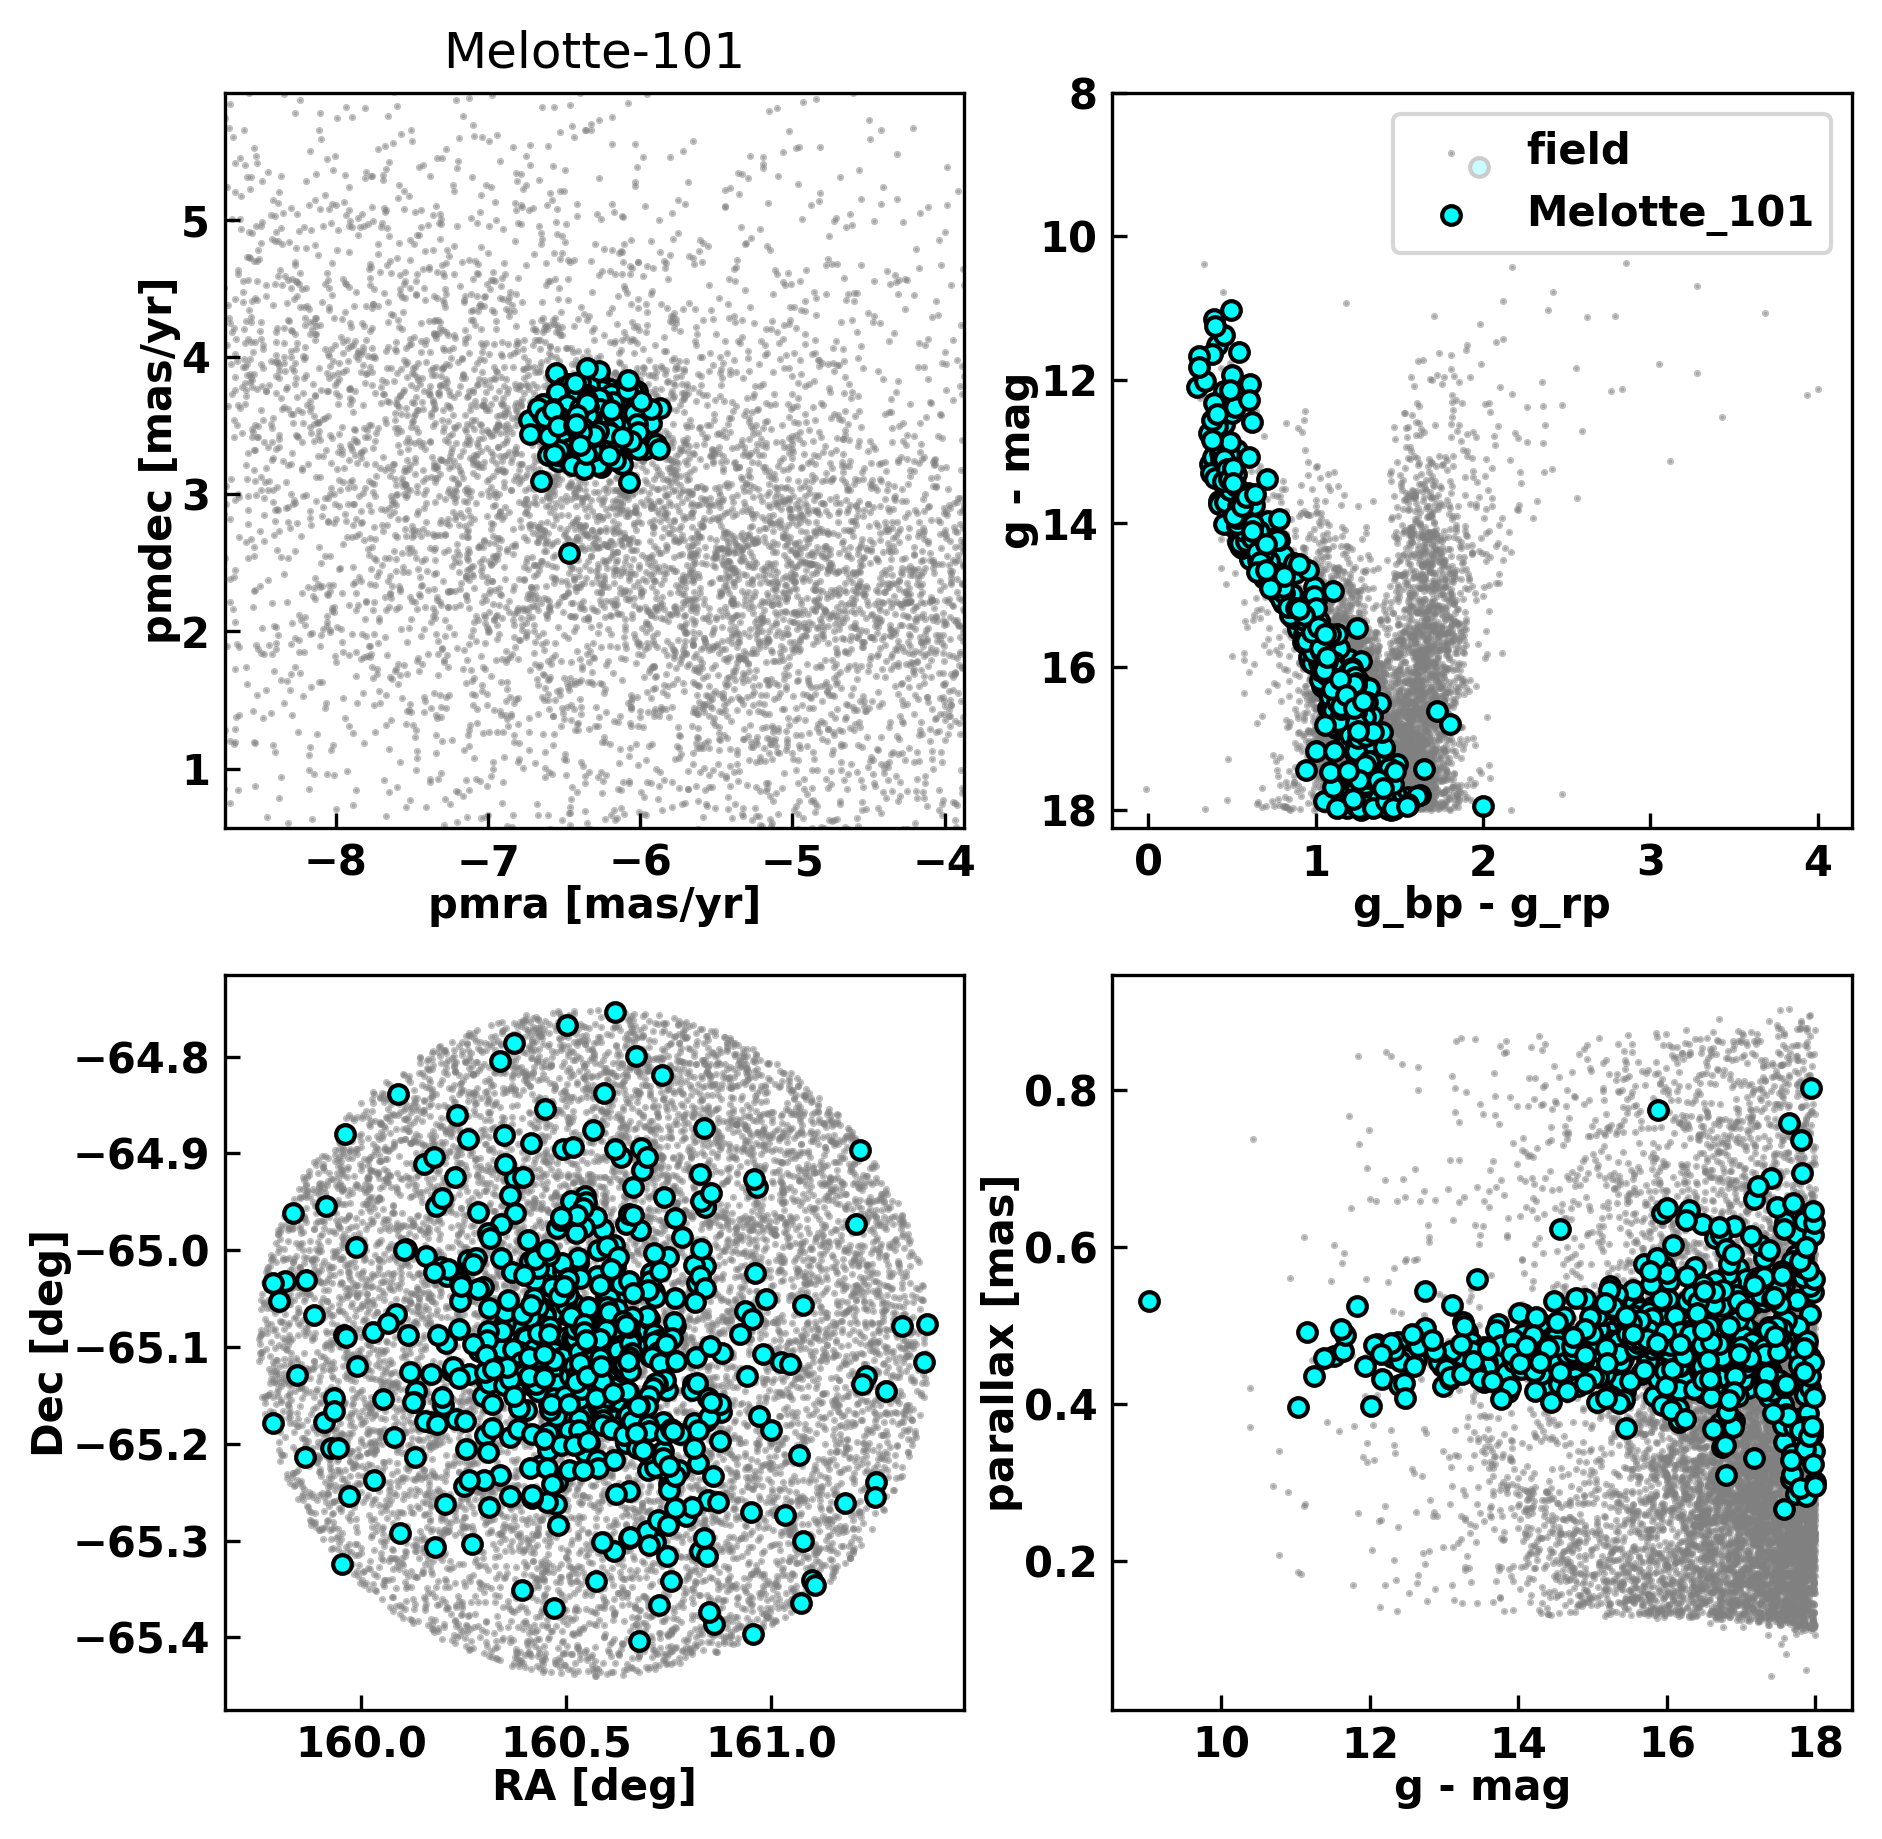 Melotte-101
5
4
3
2
1
−8 −7 −6 −5 −4
pmra [mas/yr]
pmdec [mas/yr]
8
10
12
14
16
18
0 1 2 3 4
g_bp - g_rp
g - mag
field
Melotte_101
−64.8
−64.9
−65.0
−65.1
−65.2
−65.3
−65.4
160.0 160.5 161.0
RA [deg]
Dec [deg]
0.8
0.6
0.4
0.2
10 12 14 16 18
g - mag
parallax [mas]